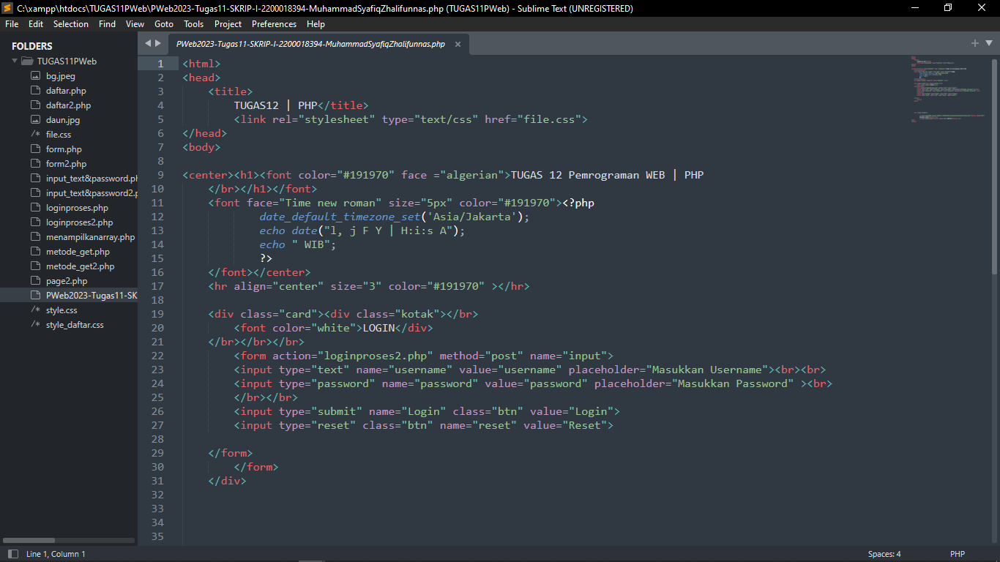 C:\xampp\htdocs\TUGAS11PWeb\PWeb2023-Tugas11-SKRIP-I-2200018394-MuhammadSyafiqZhalifunnas.php (TUGAS11PWeb) - Sublime Text (UNREGISTERED)
File Edit Selection Find View Goto Tools Project Preferences Help
FOLDERS
TUGAS11PWeb
bg.jpeg
daftar.php
daftar2.php
daun.jpg
file.css
form.php
form2.php
input_text&password.ph
input_text&password2.p
loginproses.php
loginproses2.php
menampilkanarray.php
metode_get.php
metode_get2.php
page2.php
PWeb2023-Tugas11-SK
style.css
style_daftar.css
PWeb2023-Tugas11-SKRIP-I-2200018394-MuhammadSyafiqZhalifunnas.php
1 <html>
2 <head>
3 <title>
4 TUGAS12 | PHP</title>
5 <link rel="stylesheet" type="text/css" href="file.css">
6 </head>
7 <body>
8
9 <center><h1><font color="#191970" face ="algerian">TUGAS 12 Pemrograman WEB | PHP
10 </br></h1></font>
11 <font face="Time new roman" size="5px" color="#191970"><?php
12 date_default_timezone_set('Asia/Jakarta');
13 echo date("l, j F Y | H:i:s A");
14 echo " WIB";
15 ?>
16 </font></center>
17 <hr align="center" size="3" color="#191970" ></hr>
18
19 <div class="card"><div class="kotak"></br>
20 <font color="white">LOGIN</div>
21 </br></br></br>
22 <form action="loginproses2.php" method="post" name="input">
23 <input type="text" name="username" value="username" placeholder="Masukkan Username"><br><br>
24 <input type="password" name="password" value="password" placeholder="Masukkan Password" ><br>
25 </br></br>
26 <input type="submit" name="Login" class="btn" value="Login">
27 <input type="reset" class="btn" name="reset" value="Reset">
28
29 </form>
30 </form>
31 </div>
32
33
34
35
Line 1, Column 1
Spaces: 4
PHP